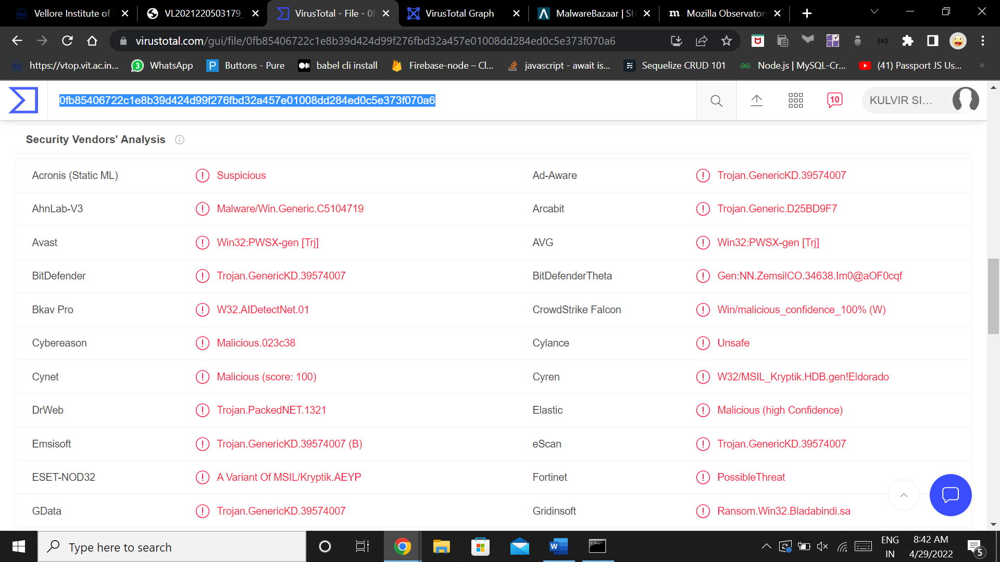 Vellore Institute of
VL2021220503179_
VirusTotal - File - 0f
VirusTotal Graph
MalwareBazaar | SH
Mozilla Observatory
virustotal.com/gui/file/0fb85406722c1e8b39d424d99f276fbd32a457e01008dd284ed0c5e373f070a6
https://vtop.vit.ac.in...
3 WhatsApp
P Buttons - Pure
babel cli install
Firebase-node – Cl...
javascript - await is...
Sequelize CRUD 101
Node.js | MySQL-Cr...
(41) Passport JS Us...
»
0fb85406722c1e8b39d424d99f276fbd32a457e01008dd284ed0c5e373f070a6
10
KULVIR SI...
Security Vendors' Analysis
Acronis (Static ML) Suspicious Ad-Aware Trojan.GenericKD.39574007
AhnLab-V3 Malware/Win.Generic.C5104719 Arcabit Trojan.Generic.D25BD9F7
Avast Win32:PWSX-gen [Trj] AVG Win32:PWSX-gen [Trj]
BitDefender Trojan.GenericKD.39574007 BitDefenderTheta Gen:NN.ZemsilCO.34638.Im0@aOF0cqf
Bkav Pro W32.AIDetectNet.01 CrowdStrike Falcon Win/malicious_confidence_100% (W)
Cybereason Malicious.023c38 Cylance Unsafe
Cynet Malicious (score: 100) Cyren W32/MSIL_Kryptik.HDB.gen!Eldorado
DrWeb Trojan.PackedNET.1321 Elastic Malicious (high Confidence)
Emsisoft Trojan.GenericKD.39574007 (B) eScan Trojan.GenericKD.39574007
ESET-NOD32 A Variant Of MSIL/Kryptik.AEYP Fortinet PossibleThreat
GData Trojan.GenericKD.39574007 Gridinsoft Ransom.Win32.Bladabindi.sa
Type here to search
ENG
IN
8:42 AM
4/29/2022
5